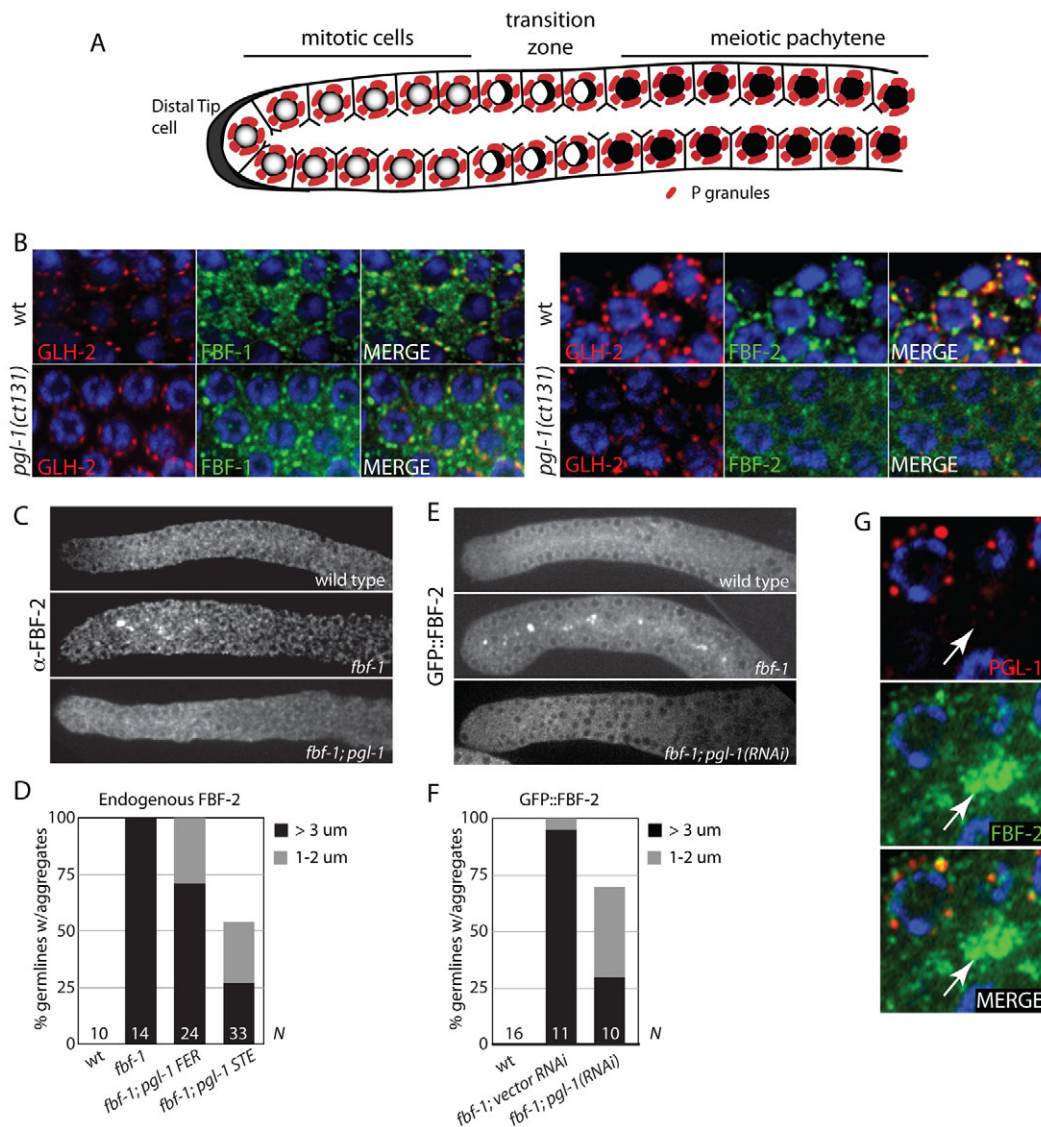 A
mitotic cells
transition
zone
meiotic pachytene
Distal Tip
cell
P granules
B
wt
GLH-2
FBF-1
MERGE
pgl-1(ct131)
GLH-2
FBF-1
MERGE
wt
GLH-2
FBF-2
MERGE
pgl-1(ct131)
GLH-2
FBF-2
MERGE
C
α-FBF-2
wild type
fbf-1
fbf-1; pgl-1
E
GFP::FBF-2
wild type
fbf-1
fbf-1; pgl-1(RNAi)
G
PGL-1
FBF-2
MERGE
D
Endogenous FBF-2
% germlines w/aggregates
100
75
50
25
0
> 3 um
1-2 um
10
14
24
33
N
wt
fbf-1
fbf-1; pgl-1 FER
fbf-1; pgl-1 STE
F
GFP::FBF-2
% germlines w/aggregates
100
75
50
25
0
> 3 um
1-2 um
16
11
10
N
wt
fbf-1; vector RNAi
fbf-1; pgl-1(RNAi)